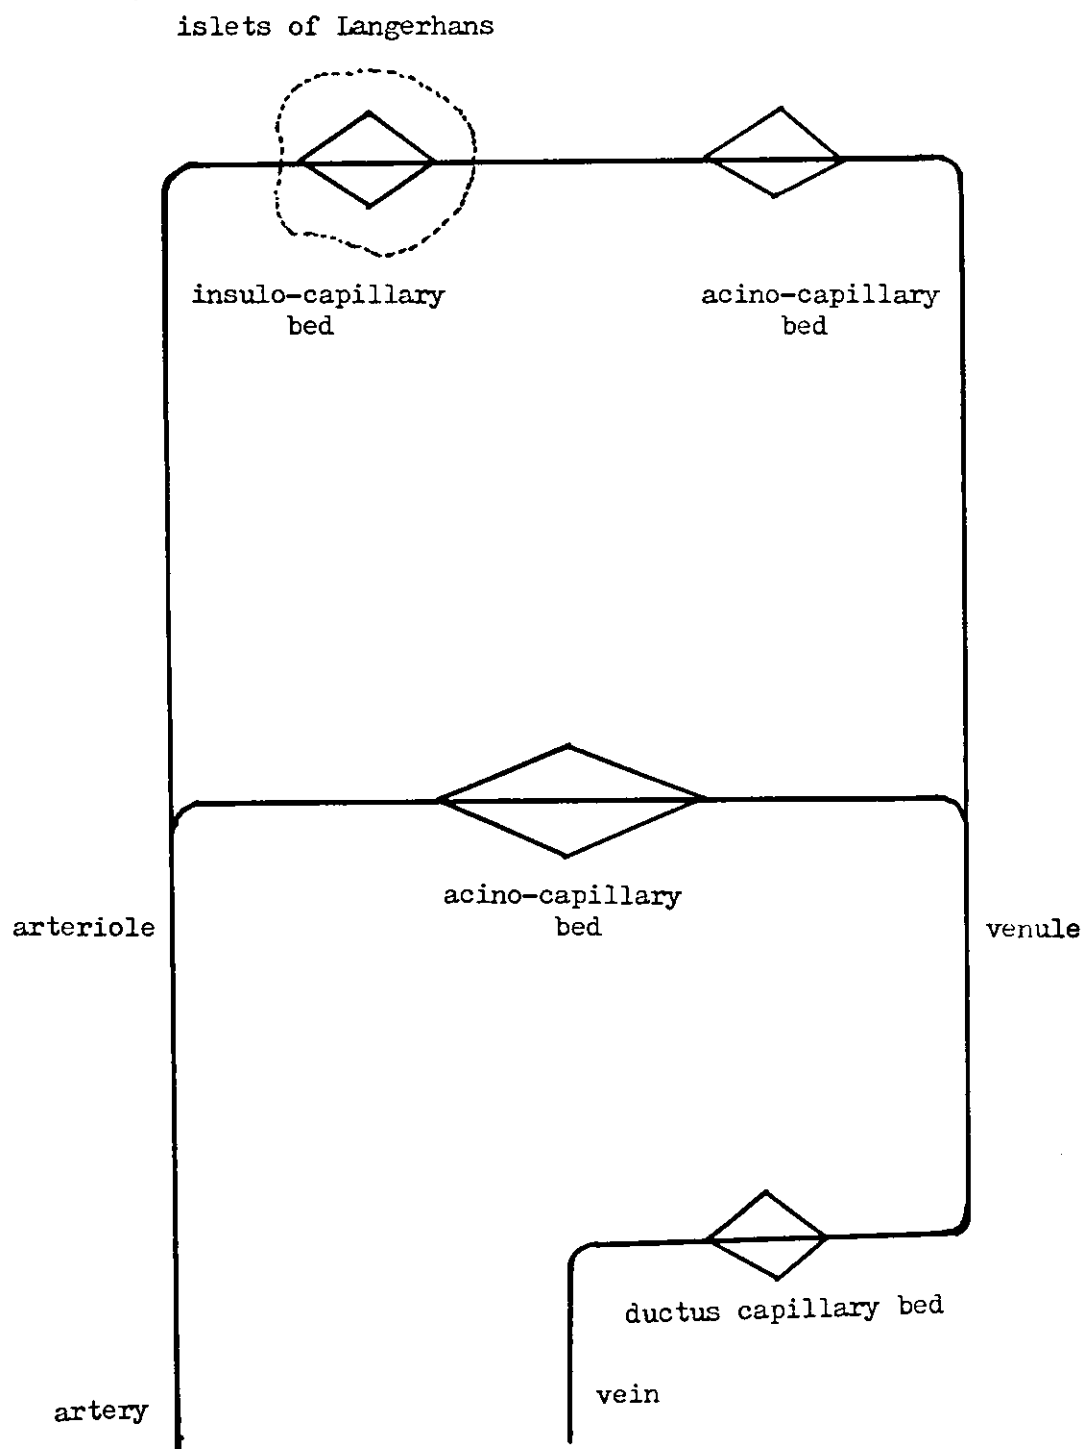 islets of Langerhans
insulo-capillary
bed
acino-capillary
bed
acino-capillary
bed
arteriole
venule
ductus capillary bed
vein
artery